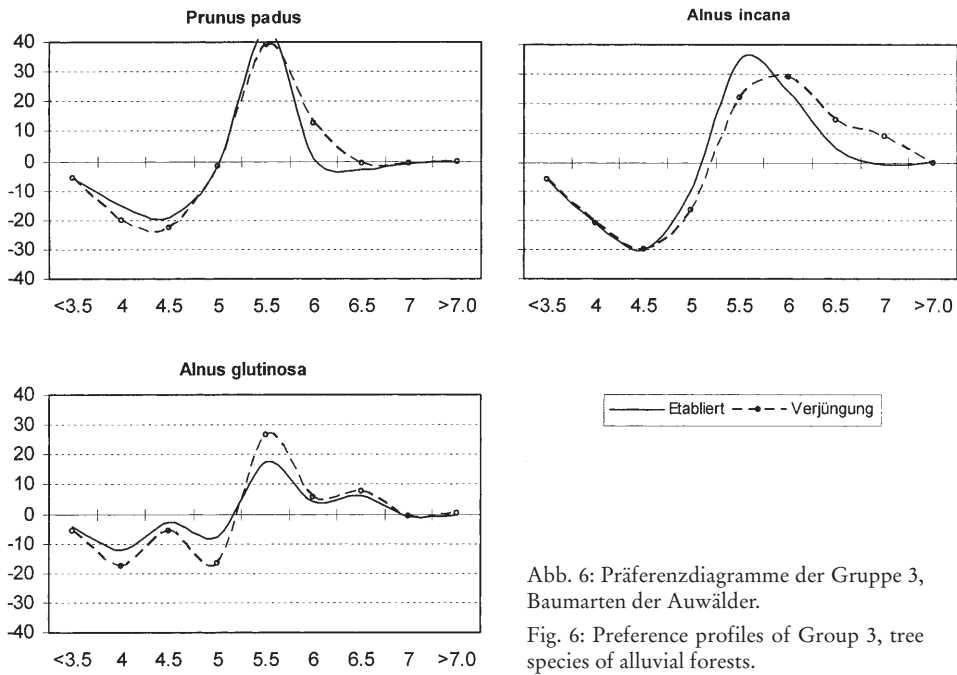 Prunus padus
40
30
20
10
0
-10
-20
-30
-40
<3.5 4 4.5 5 5.5 6 6.5 7 >7.0
Alnus incana
<3.5 4 4.5 5 5.5 6 6.5 7 >7.0
Alnus glutinosa
40
30
20
10
0
-10
-20
-30
-40
<3.5 4 4.5 5 5.5 6 6.5 7 >7.0
Etabliert Verjüngung
Abb. 6: Präferenzdiagramme der Gruppe 3,
Baumarten der Auwälder.
Fig. 6: Preference profiles of Group 3, tree
species of alluvial forests.